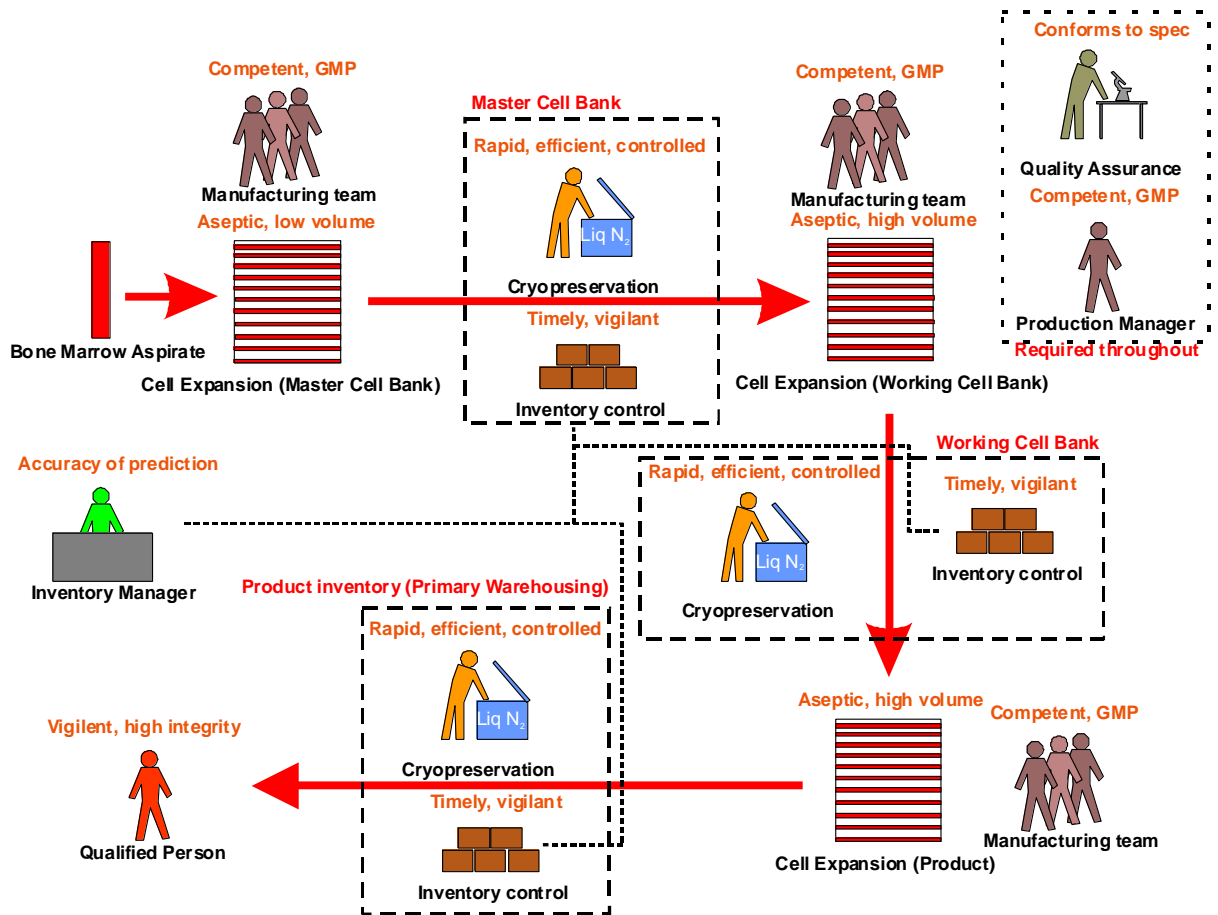 Conforms to spec
Competent, GMP
Competent, GMP
Master Cell Bank
Rapid, efficient, controlled
Quality Assurance
Manufacturing team
Manufacturing team
Competent, GMP
Aseptic, low volume
Liq N2
Aseptic, high volume
Cryopreservation
Timely, vigilant
Production Manager
Bone Marrow Aspirate
Required throughout
Cell Expansion (Master Cell Bank)
Cell Expansion (Working Cell Bank)
Inventory control
Working Cell Bank
Accuracy of prediction
Rapid, efficient, controlled
Timely, vigilant
Liq N2
Inventory control
Inventory Manager
Product inventory (Primary Warehousing)
Cryopreservation
Rapid, efficient, controlled
Aseptic, high volume
Competent, GMP
Vigilent, high integrity
Liq N2
Cryopreservation
Timely, vigilant
Manufacturing team
Qualified Person
Cell Expansion (Product)
Inventory control